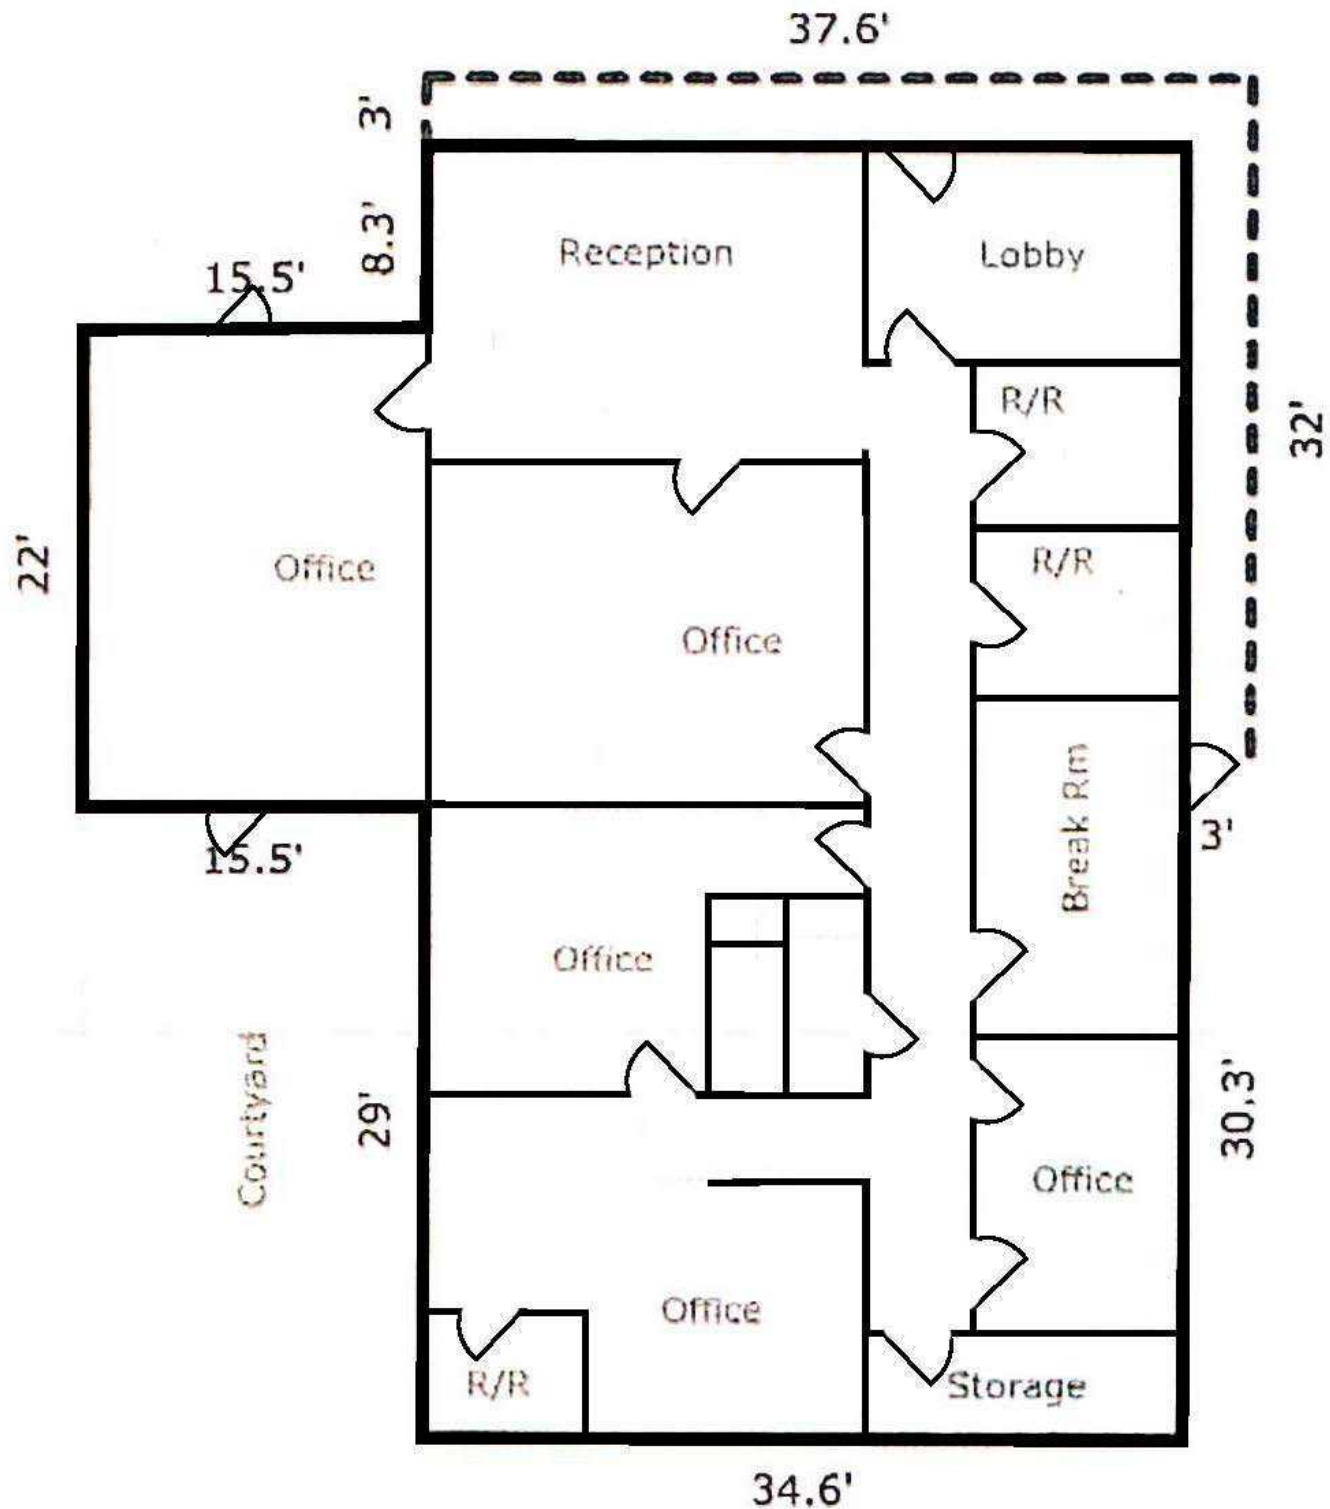 37.6'
3'
8.3'
15.5'
Reception
Lobby
R/R
32'
22'
Office
R/R
Office
Break Rm
3'
15.5'
Office
Courtyard
29'
30.3'
Office
Office
R/R
Storage
34.6'